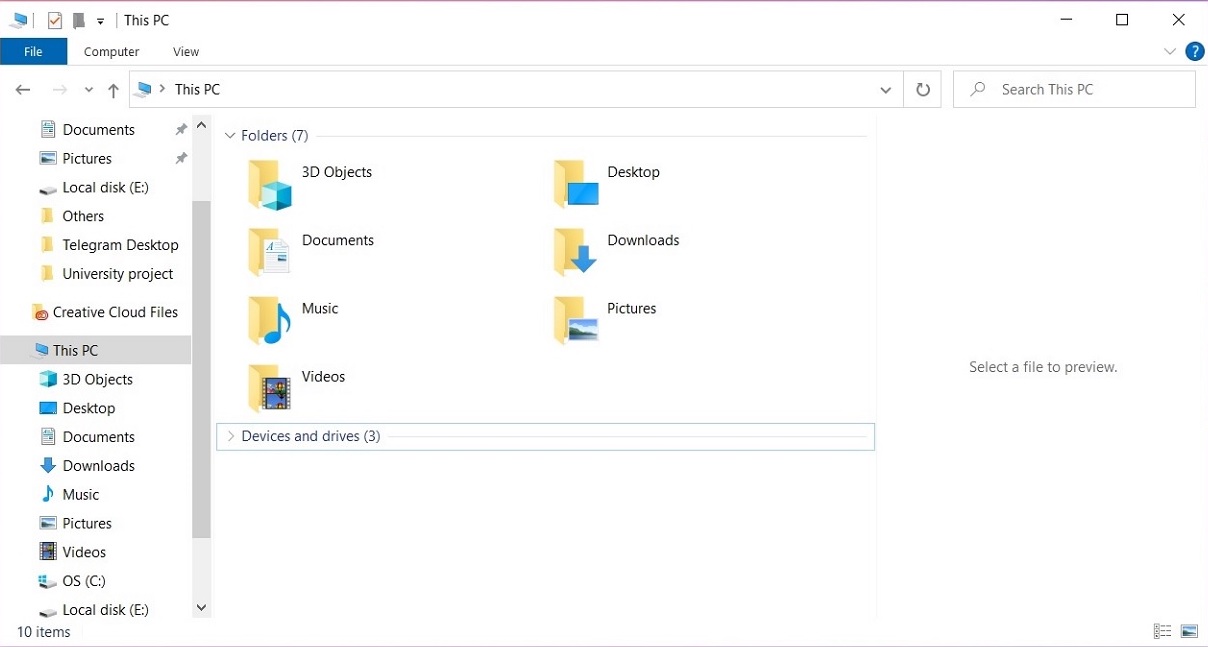 This PC
File Computer View ?
This PC Search This PC
Documents
Pictures
Local disk (E:)
Others
Telegram Desktop
University project
Creative Cloud Files
This PC
3D Objects
Desktop
Documents
Downloads
Music
Pictures
Videos
OS (C:)
Local disk (E:)
Folders (7)
3D Objects Desktop
Documents Downloads
Music Pictures
Videos
Devices and drives (3)
Select a file to preview.
10 items